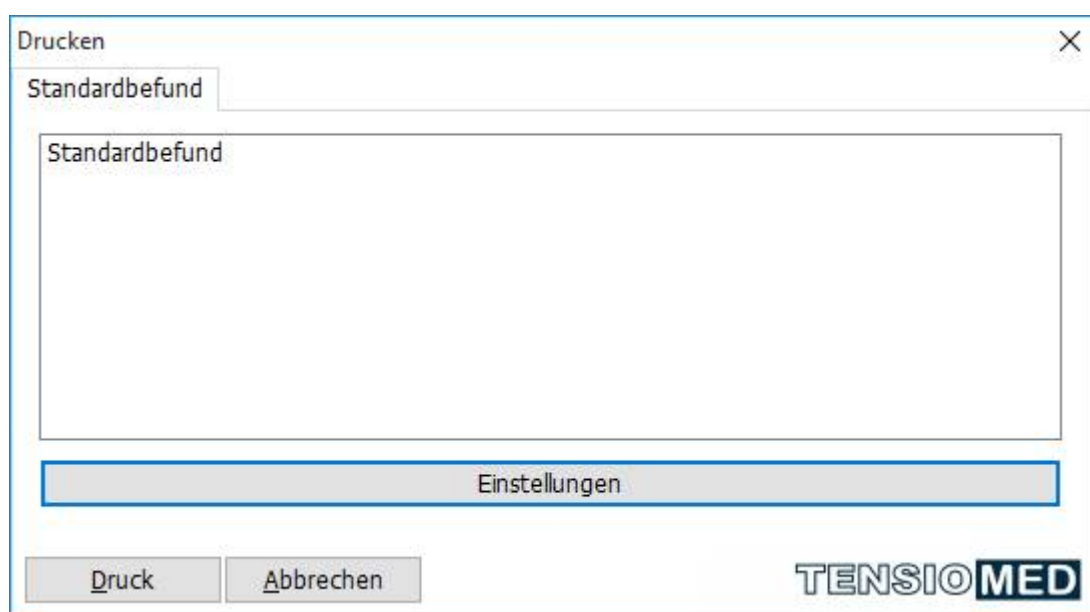 Drucken
Standardbefund
Standardbefund
Einstellungen
Druck Abbrechen
TENSIOMED